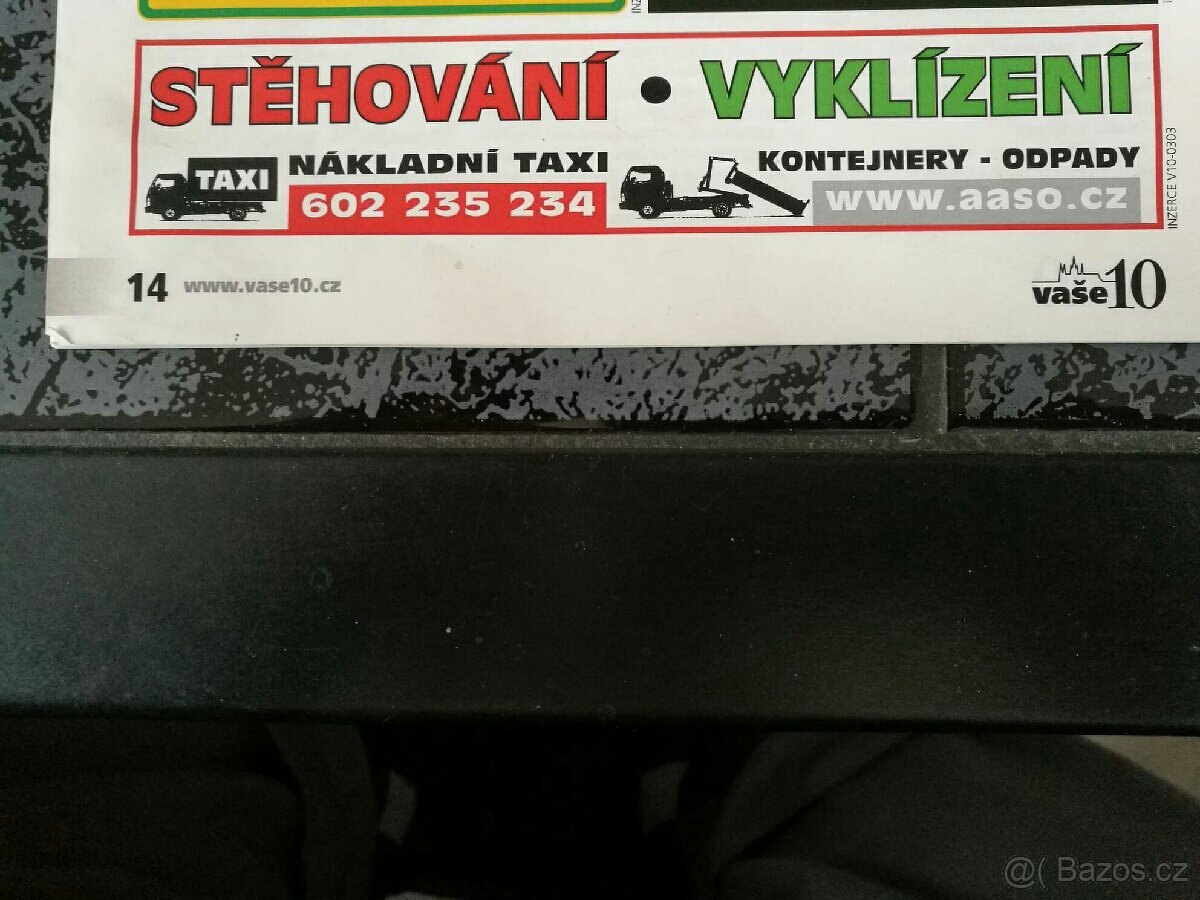 STĚHOVÁNÍ • VYKLÍZENÍ
TAXI
NÁKLADNÍ TAXI
602 235 234
KONTEJNERY - ODPADY
www.aaso.cz
INZERCE V10-0303
14 www.vase10.cz
vaše10
@( Bazos.cz